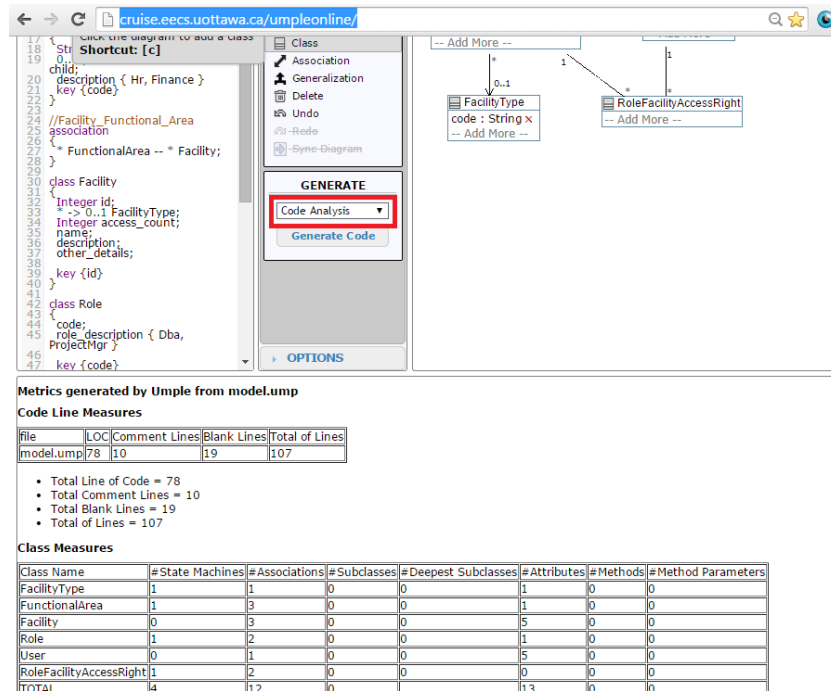 cruise.eecs.uottawa.ca/umpleonline/
Click the diagram to add a class
Shortcut: [c]
17 {
18 Str
19 0..
child;
20 description { Hr, Finance }
21 key {code}
22 }
23
24 //Facility_Functional_Area
25 association
26 {
27 * FunctionalArea -- * Facility;
28 }
29
30 class Facility
31 {
32 Integer id;
33 * -> 0..1 FacilityType;
34 Integer access_count;
35 name;
36 description;
37 other_details;
38
39 key {id}
40 }
41
42 class Role
43 {
44 code;
45 role_description { Dba,
ProjectMgr }
46
47 key {code}
Class
Association
Generalization
Delete
Undo
Redo
Sync Diagram
GENERATE
Code Analysis
Generate Code
OPTIONS
-- Add More --
* 1 1
0..1
FacilityType
code : String ×
-- Add More --
* *
RoleFacilityAccessRight
-- Add More --
Metrics generated by Umple from model.ump
Code Line Measures
file LOC Comment Lines Blank Lines Total of Lines
model.ump 78 10 19 107
• Total Line of Code = 78
• Total Comment Lines = 10
• Total Blank Lines = 19
• Total of Lines = 107
Class Measures
Class Name #State Machines #Associations #Subclasses #Deepest Subclasses #Attributes #Methods #Method Parameters
FacilityType 1 1 0 0 1 0 0
FunctionalArea 1 3 0 0 1 0 0
Facility 0 3 0 0 5 0 0
Role 1 2 0 0 1 0 0
User 0 1 0 0 5 0 0
RoleFacilityAccessRight 1 2 0 0 0 0 0
TOTAL 4 12 0 13 0 0